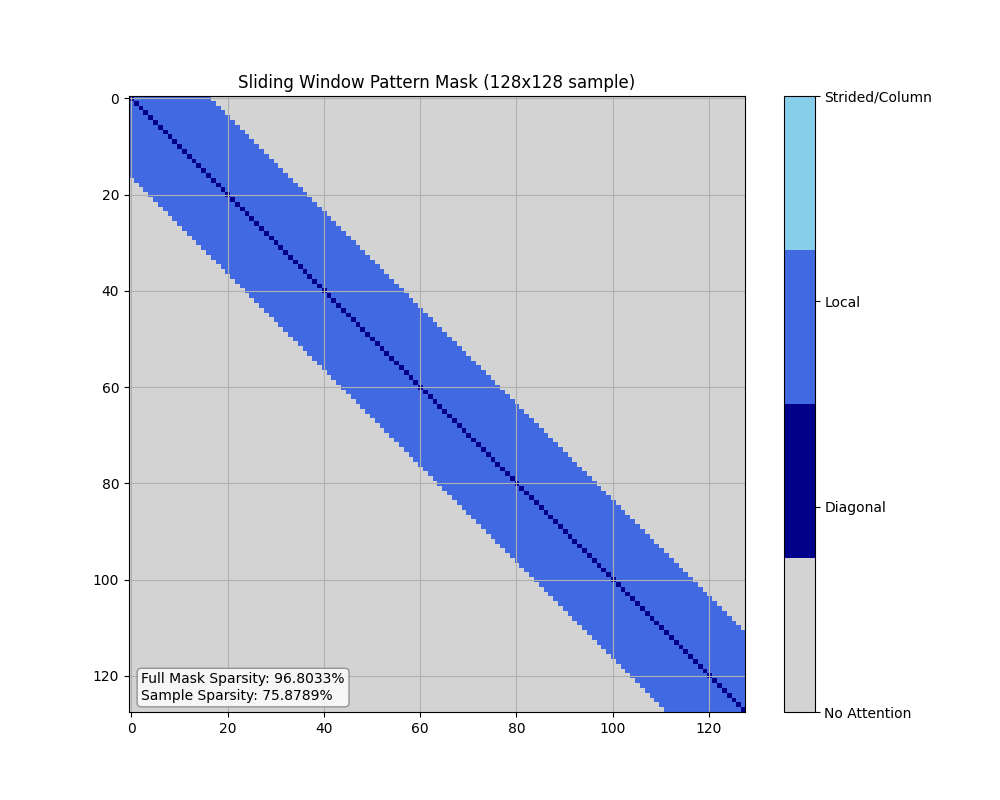 Sliding Window Pattern Mask (128x128 sample)
0
20
40
60
80
100
120
Full Mask Sparsity: 96.8033%
Sample Sparsity: 75.8789%
0
20
40
60
80
100
120
Strided/Column
Local
Diagonal
No Attention